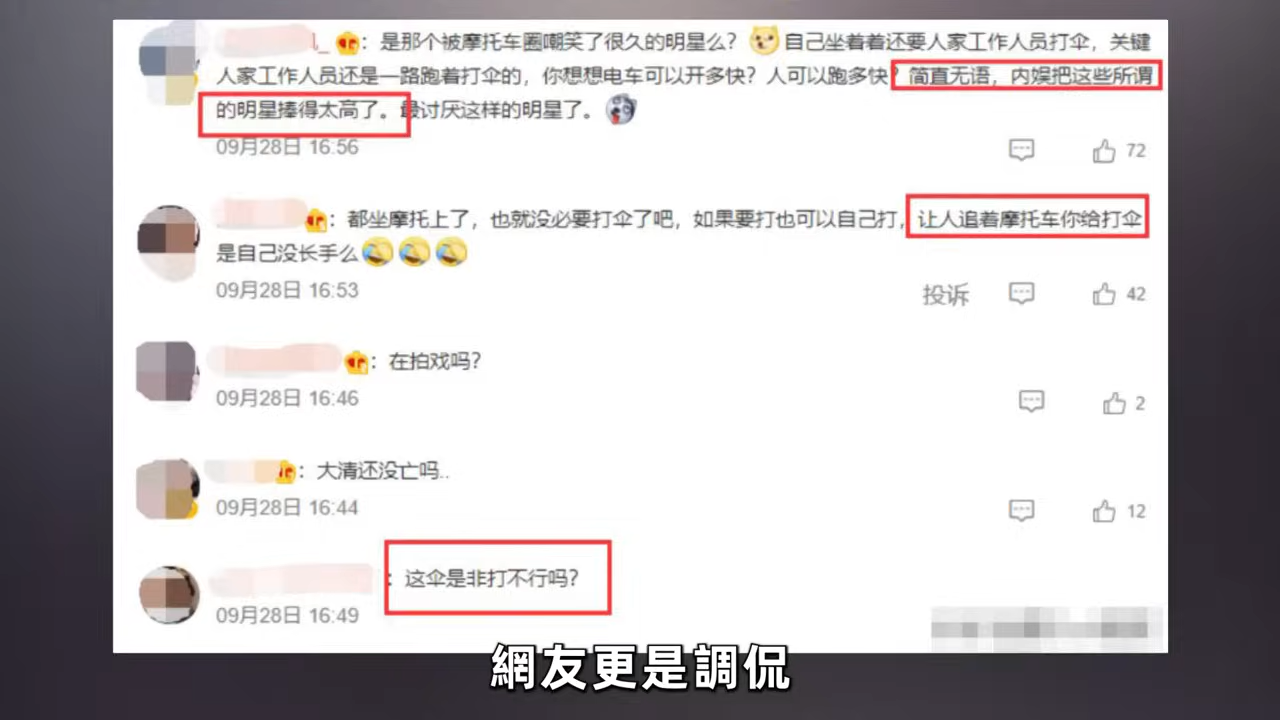 ：是那个被摩托车圈嘲笑了很久的明星么？自己坐着着还要人家工作人员打伞，关键
人家工作人员还是一路跑着打伞的，你想想电车可以开多快？人可以跑多快？简直无语，内娱把这些所谓
的明星捧得太高了。最讨厌这样的明星了。
09月28日 16:56
72
：都坐摩托上了，也就没必要打伞了吧，如果要打也可以自己打，让人追着摩托车你给打伞
是自己没长手么
09月28日 16:53
投诉
42
：在拍戏吗？
09月28日 16:46
2
：大清还没亡吗..
09月28日 16:44
12
：这伞是非打不行吗？
09月28日 16:49
網友更是調侃